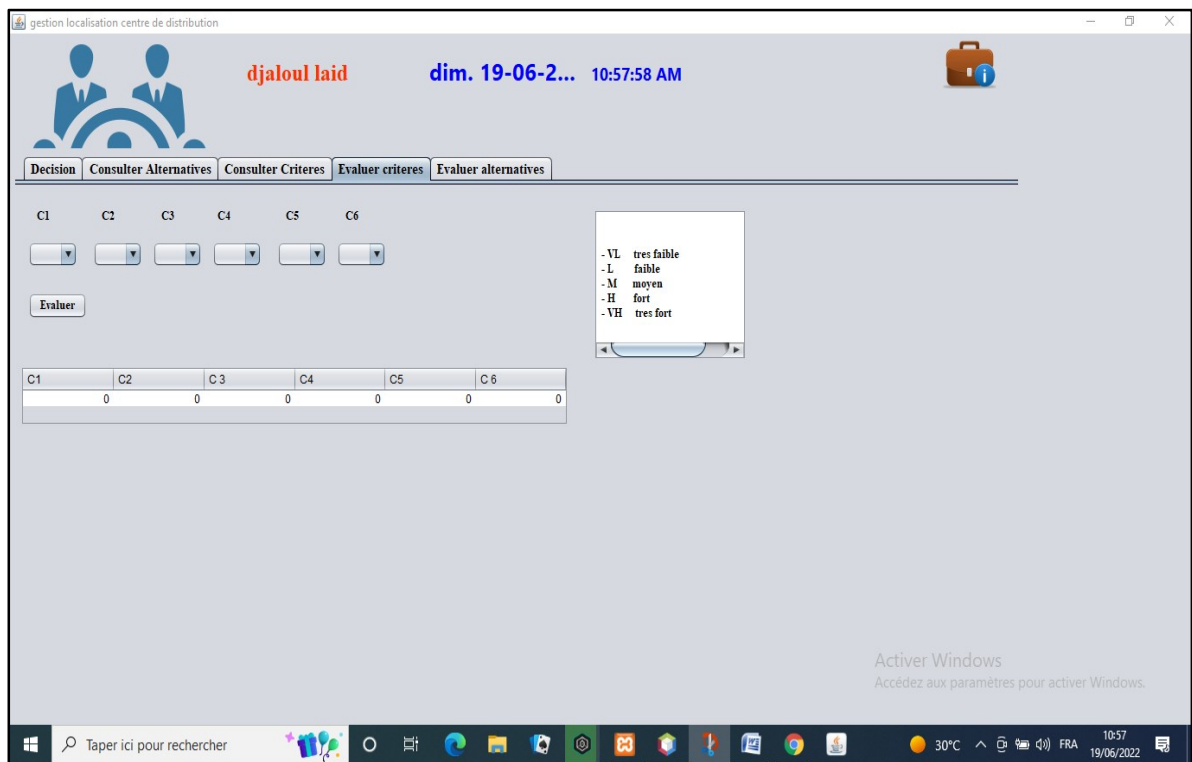 gestion localisation centre de distribution
djaloul laid dim. 19-06-2... 10:57:58 AM
Decision Consulter Alternatives Consulter Criteres Evaluer criteres Evaluer alternatives
C1 C2 C3 C4 C5 C6
- VL tres faible
- L faible
- M moyen
- H fort
- VH tres fort
Evaluer
C1 C2 C 3 C4 C5 C 6
0 0 0 0 0 0
Activer Windows
Accédez aux paramètres pour activer Windows.
Taper ici pour rechercher
30°C FRA 10:57
19/06/2022